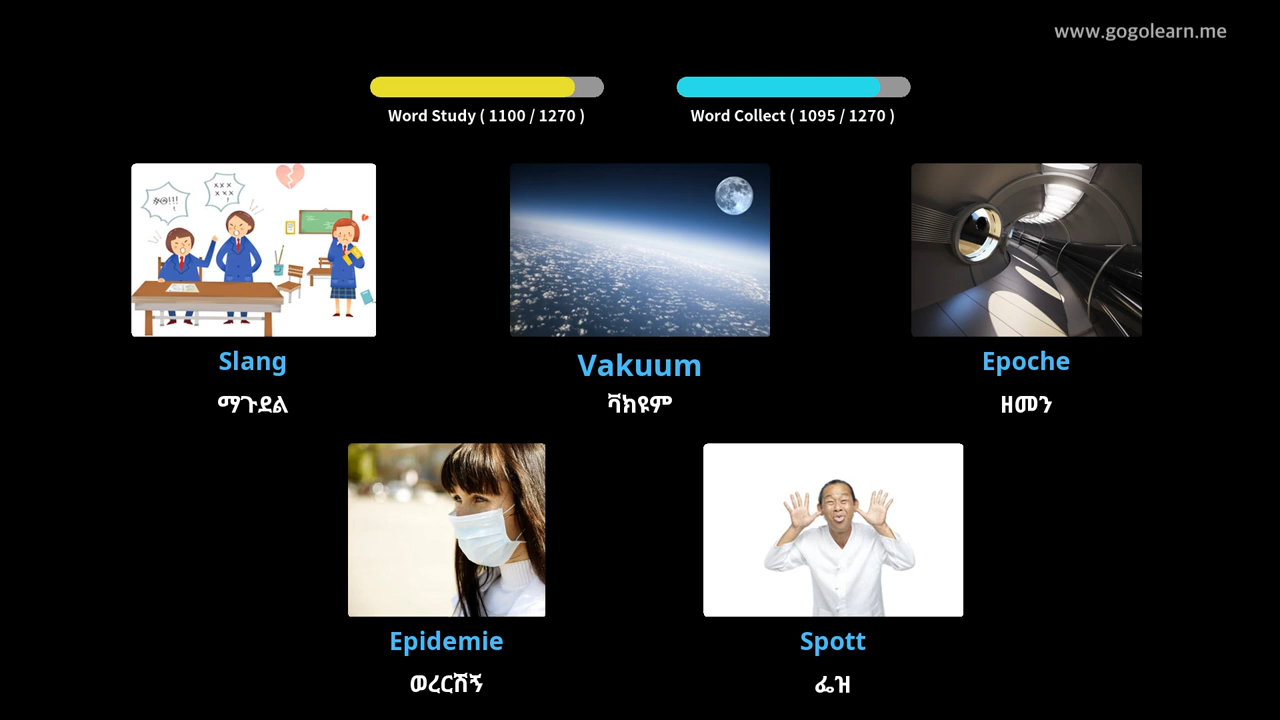 www.gogolearn.me
Word Study ( 1100 / 1270 )
Word Collect ( 1095 / 1270 )
Slang
Vakuum
Epoche
ማጉደል
ቫክዩም
ዘመን
Epidemie
Spott
ወረርሽኝ
ፌዝ